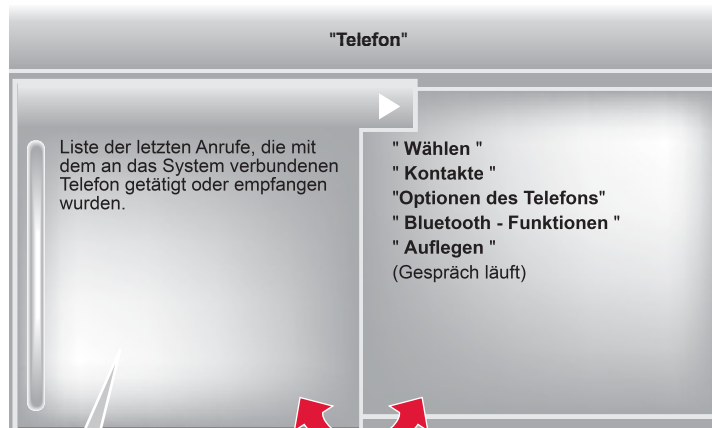 "Telefon"
Liste der letzten Anrufe, die mit
dem an das System verbundenen
Telefon getätigt oder empfangen
wurden.
" Wählen "
" Kontakte "
"Optionen des Telefons"
" Bluetooth - Funktionen "
" Auflegen "
(Gespräch läuft)